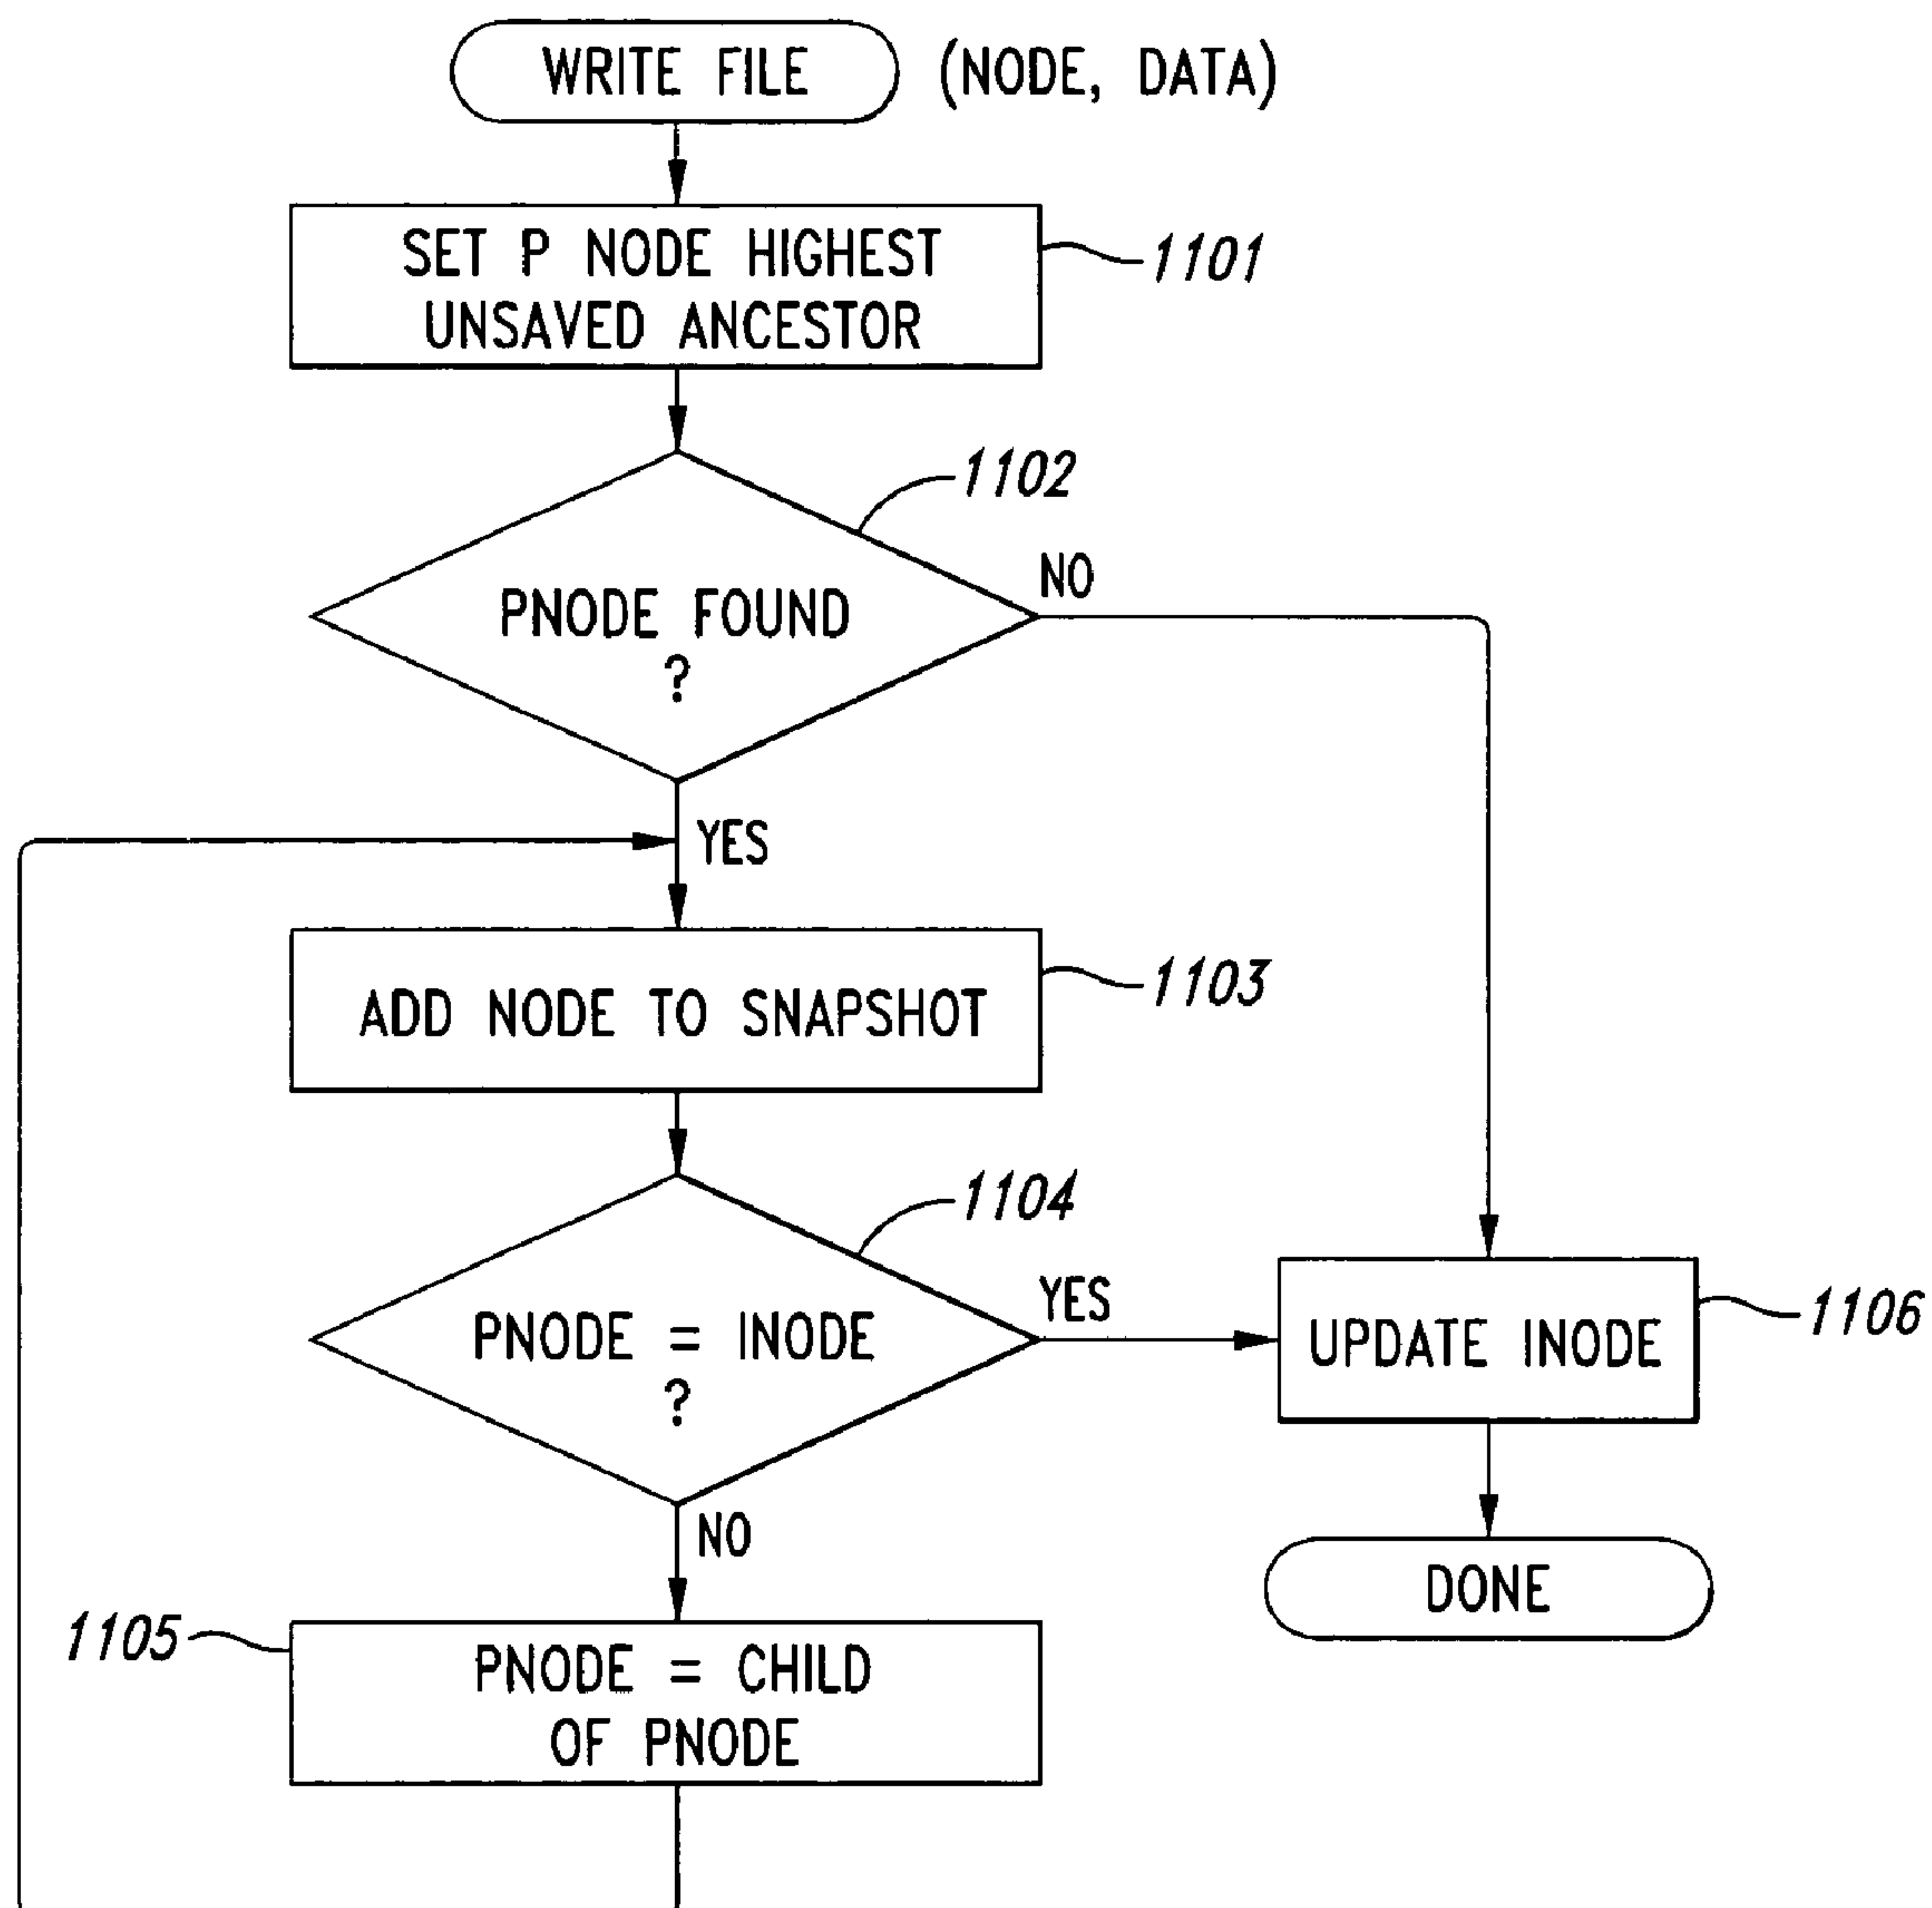 WRITE FILE (NODE, DATA)
SET P NODE HIGHEST
UNSAVED ANCESTOR
1101
1102
PNODE FOUND
?
NO
YES
ADD NODE TO SNAPSHOT
1103
1104
PNODE = INODE
?
YES
UPDATE INODE
1106
NO
DONE
1105
PNODE = CHILD
OF PNODE